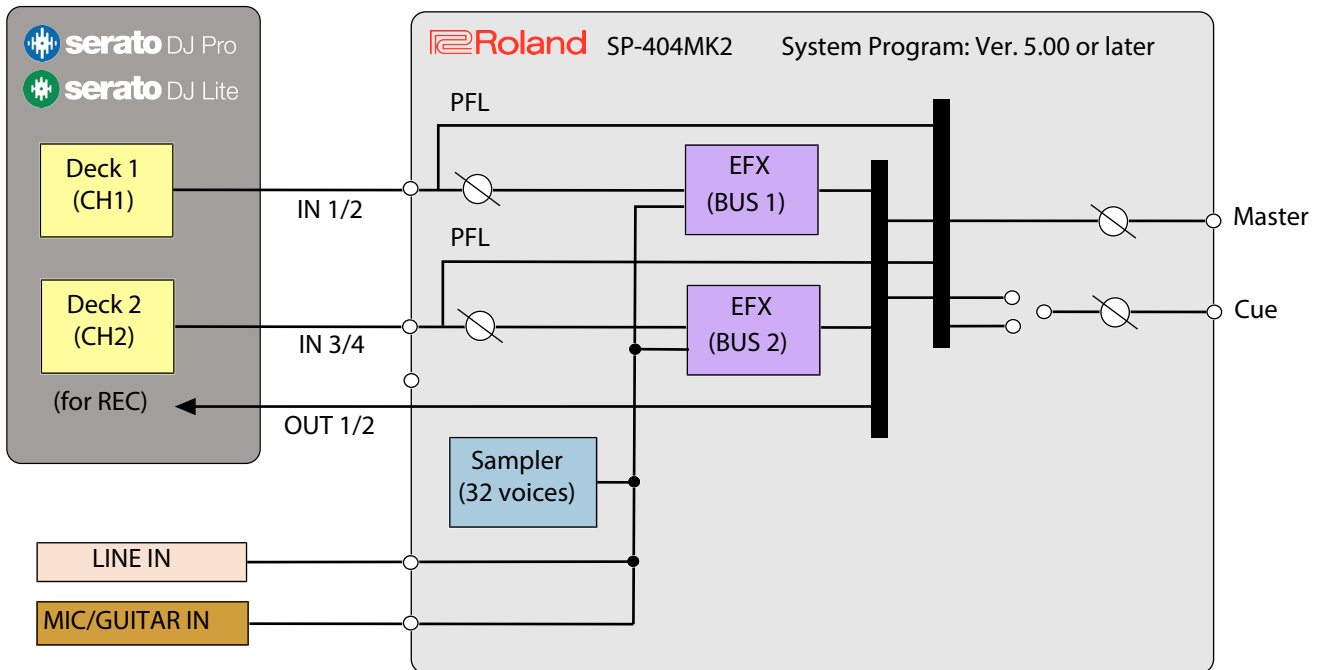 serato DJ Pro
serato DJ Lite
Deck 1
(CH1)
Deck 2
(CH2)
(for REC)
IN 1/2
IN 3/4
OUT 1/2
Roland SP-404MK2 System Program: Ver. 5.00 or later
PFL
EFX
(BUS 1)
PFL
EFX
(BUS 2)
Sampler
(32 voices)
Master
Cue
LINE IN
MIC/GUITAR IN